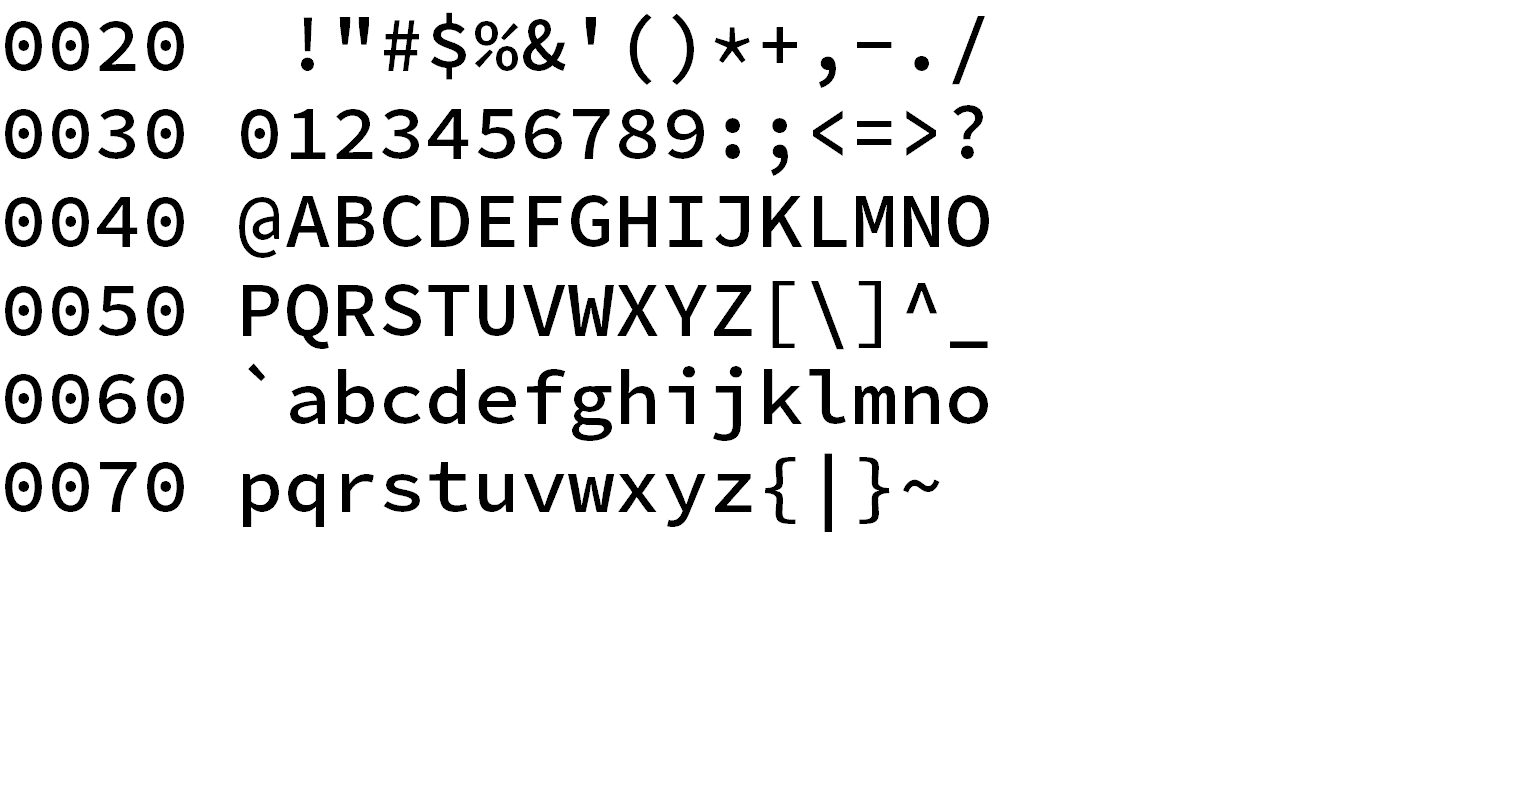 0020  !"#$%&'()*+,-./
0030 0123456789:;<=>?
0040 @ABCDEFGHIJKLMNO
0050 PQRSTUVWXYZ[\]^_
0060 `abcdefghijklmno
0070 pqrstuvwxyz{|}~